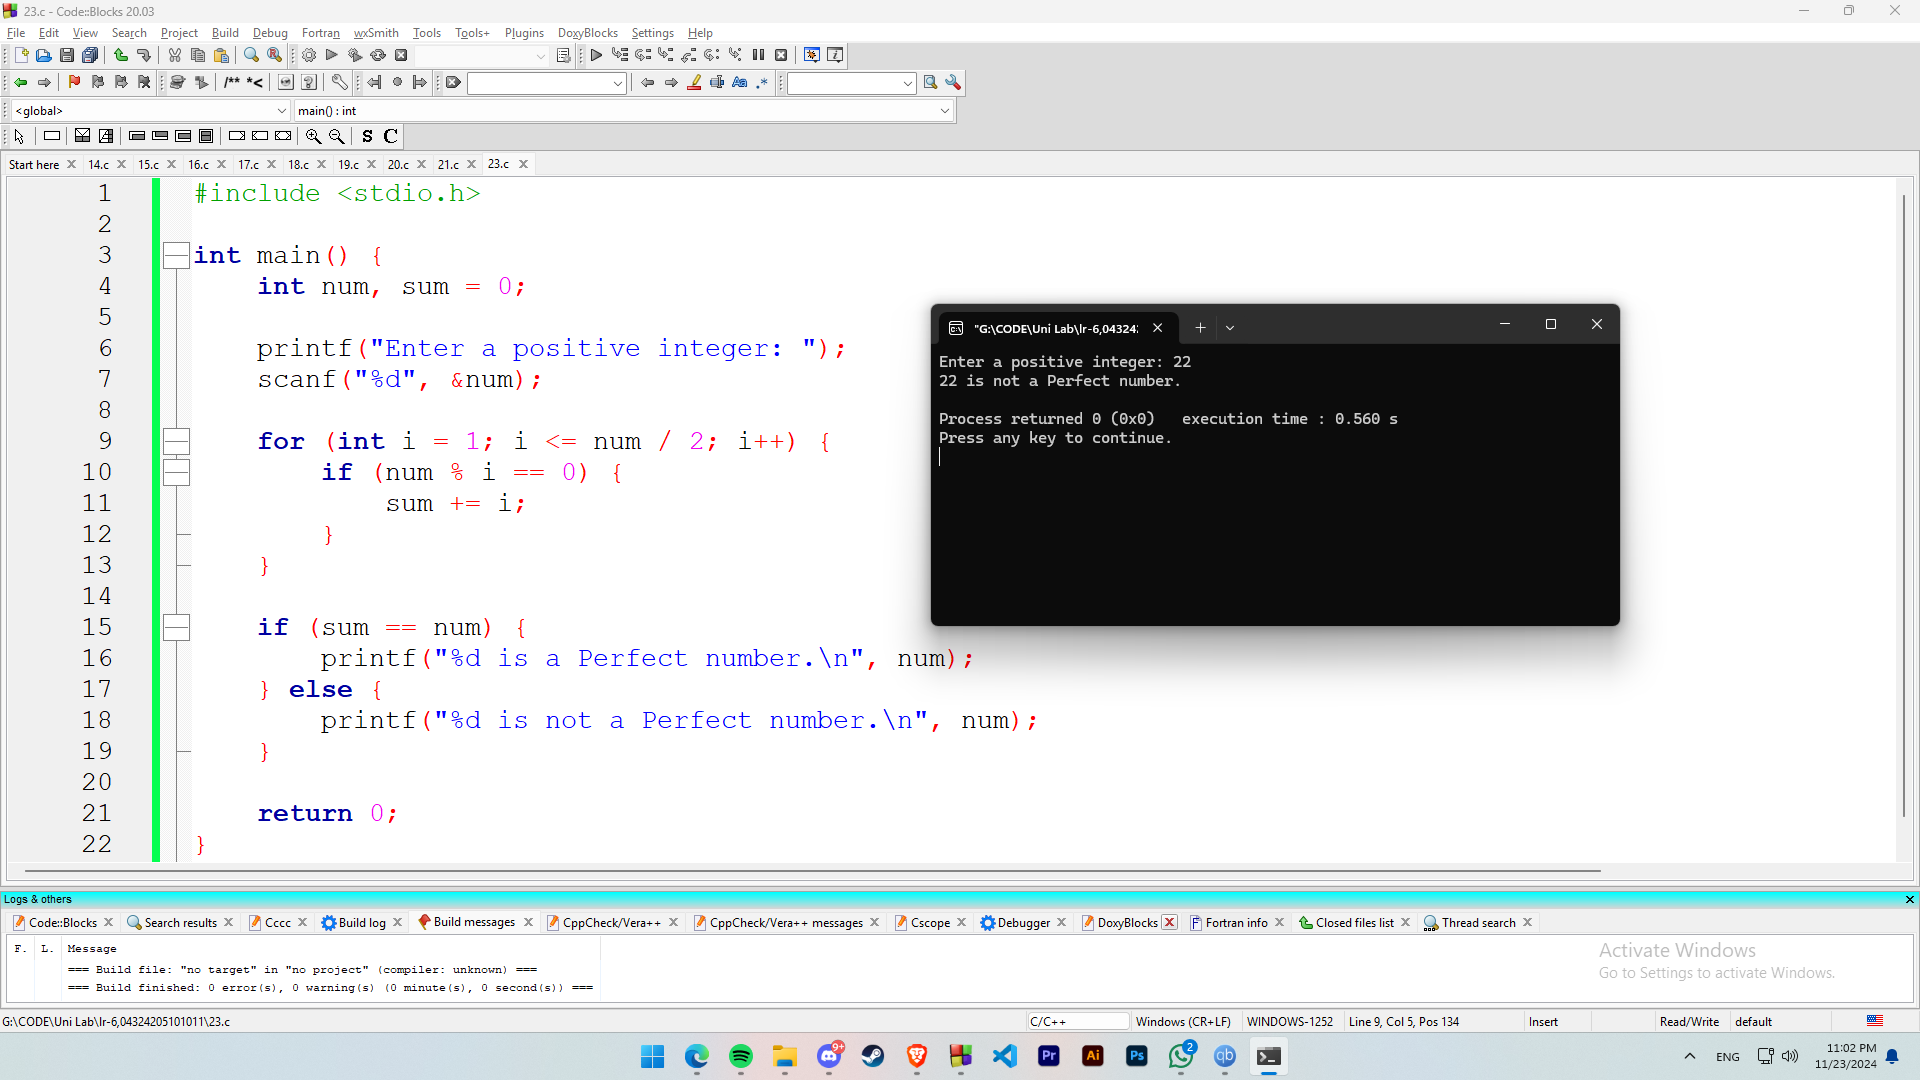 23.c - Code::Blocks 20.03
File Edit View Search Project Build Debug Fortran wxSmith Tools Tools+ Plugins DoxyBlocks Settings Help
/** *<
<global> main() : int
S C
Start here 14.c 15.c 16.c 17.c 18.c 19.c 20.c 21.c 23.c
1 #include <stdio.h>
2
3 int main() {
4 int num, sum = 0;
5
6 printf("Enter a positive integer: ");
7 scanf("%d", &num);
8
9 for (int i = 1; i <= num / 2; i++) {
10 if (num % i == 0) {
11 sum += i;
12 }
13 }
14
15 if (sum == num) {
16 printf("%d is a Perfect number.\n", num);
17 } else {
18 printf("%d is not a Perfect number.\n", num);
19 }
20
21 return 0;
22 }
"G:\CODE\Uni Lab\lr-6,04324
Enter a positive integer: 22
22 is not a Perfect number.
Process returned 0 (0x0) execution time : 0.560 s
Press any key to continue.
Logs & others
Code::Blocks Search results Cccc Build log Build messages CppCheck/Vera++ CppCheck/Vera++ messages Cscope Debugger DoxyBlocks Fortran info Closed files list Thread search
F. L. Message
=== Build file: "no target" in "no project" (compiler: unknown) ===
=== Build finished: 0 error(s), 0 warning(s) (0 minute(s), 0 second(s)) ===
Activate Windows
Go to Settings to activate Windows.
G:\CODE\Uni Lab\lr-6,04324205101011\23.c C/C++ Windows (CR+LF) WINDOWS-1252 Line 9, Col 5, Pos 134 Insert Read/Write default
9+ Pr Ai Ps 2 qb
ENG 11:02 PM
11/23/2024